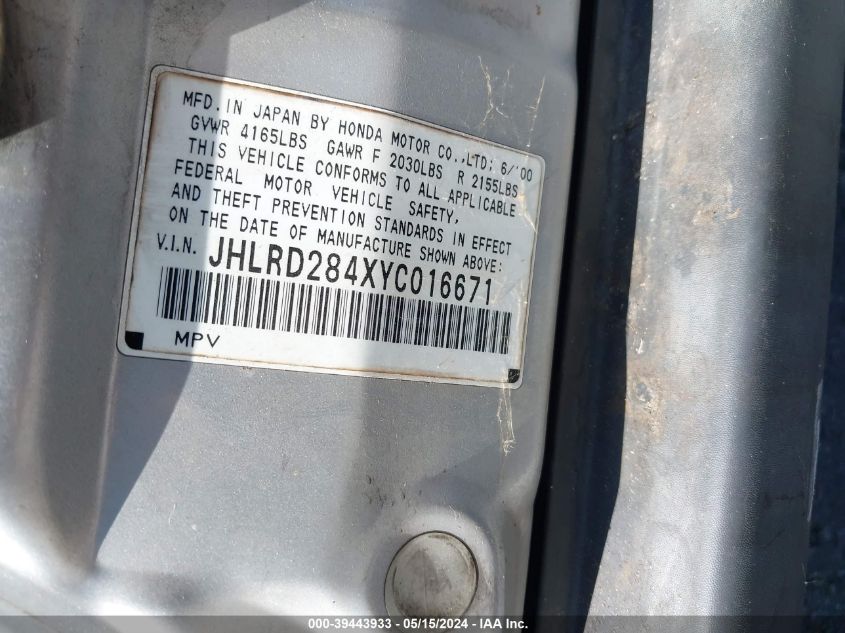 MFD. IN JAPAN BY HONDA MOTOR CO., LTD; 6/'00
GVWR 4165LBS GAWR F 2030LBS R 2155LBS
THIS VEHICLE CONFORMS TO ALL APPLICABLE
FEDERAL MOTOR VEHICLE SAFETY,
AND THEFT PREVENTION STANDARDS IN EFFECT
ON THE DATE OF MANUFACTURE SHOWN ABOVE:
V.I.N. JHLRD284XYC016671
MPV
000-39443933 - 05/15/2024 - IAA Inc.